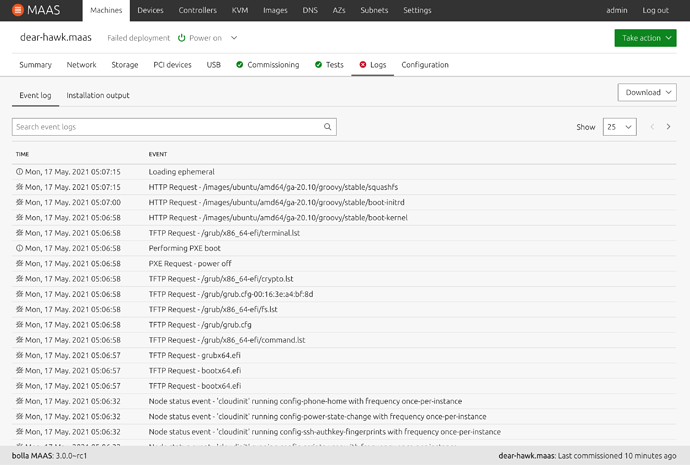 MAAS Machines Devices Controllers KVM Images DNS AZs Subnets Settings admin Log out
dear-hawk.maas Failed deployment Power on Take action
Summary Network Storage PCI devices USB Commissioning Tests Logs Configuration
Event log Installation output Download
Search event logs Show 25
TIME EVENT
Mon, 17 May. 2021 05:07:15 Loading ephemeral
Mon, 17 May. 2021 05:07:15 HTTP Request - /images/ubuntu/amd64/ga-20.10/groovy/stable/squashfs
Mon, 17 May. 2021 05:07:00 HTTP Request - /images/ubuntu/amd64/ga-20.10/groovy/stable/boot-initrd
Mon, 17 May. 2021 05:06:58 HTTP Request - /images/ubuntu/amd64/ga-20.10/groovy/stable/boot-kernel
Mon, 17 May. 2021 05:06:58 TFTP Request - /grub/x86_64-efi/terminal.lst
Mon, 17 May. 2021 05:06:58 Performing PXE boot
Mon, 17 May. 2021 05:06:58 PXE Request - power off
Mon, 17 May. 2021 05:06:58 TFTP Request - /grub/x86_64-efi/crypto.lst
Mon, 17 May. 2021 05:06:58 TFTP Request - /grub/grub.cfg-00:16:3e:a4:bf:8d
Mon, 17 May. 2021 05:06:58 TFTP Request - /grub/x86_64-efi/fs.lst
Mon, 17 May. 2021 05:06:58 TFTP Request - /grub/grub.cfg
Mon, 17 May. 2021 05:06:58 TFTP Request - /grub/x86_64-efi/command.lst
Mon, 17 May. 2021 05:06:57 TFTP Request - grubx64.efi
Mon, 17 May. 2021 05:06:57 TFTP Request - bootx64.efi
Mon, 17 May. 2021 05:06:57 TFTP Request - bootx64.efi
Mon, 17 May. 2021 05:06:32 Node status event - 'cloudinit' running config-phone-home with frequency once-per-instance
Mon, 17 May. 2021 05:06:32 Node status event - 'cloudinit' running config-power-state-change with frequency once-per-instance
Mon, 17 May. 2021 05:06:32 Node status event - 'cloudinit' running config-ssh-authkey-fingerprints with frequency once-per-instance
bolla MAAS: 3.0.0~rc1 dear-hawk.maas: Last commissioned 10 minutes ago